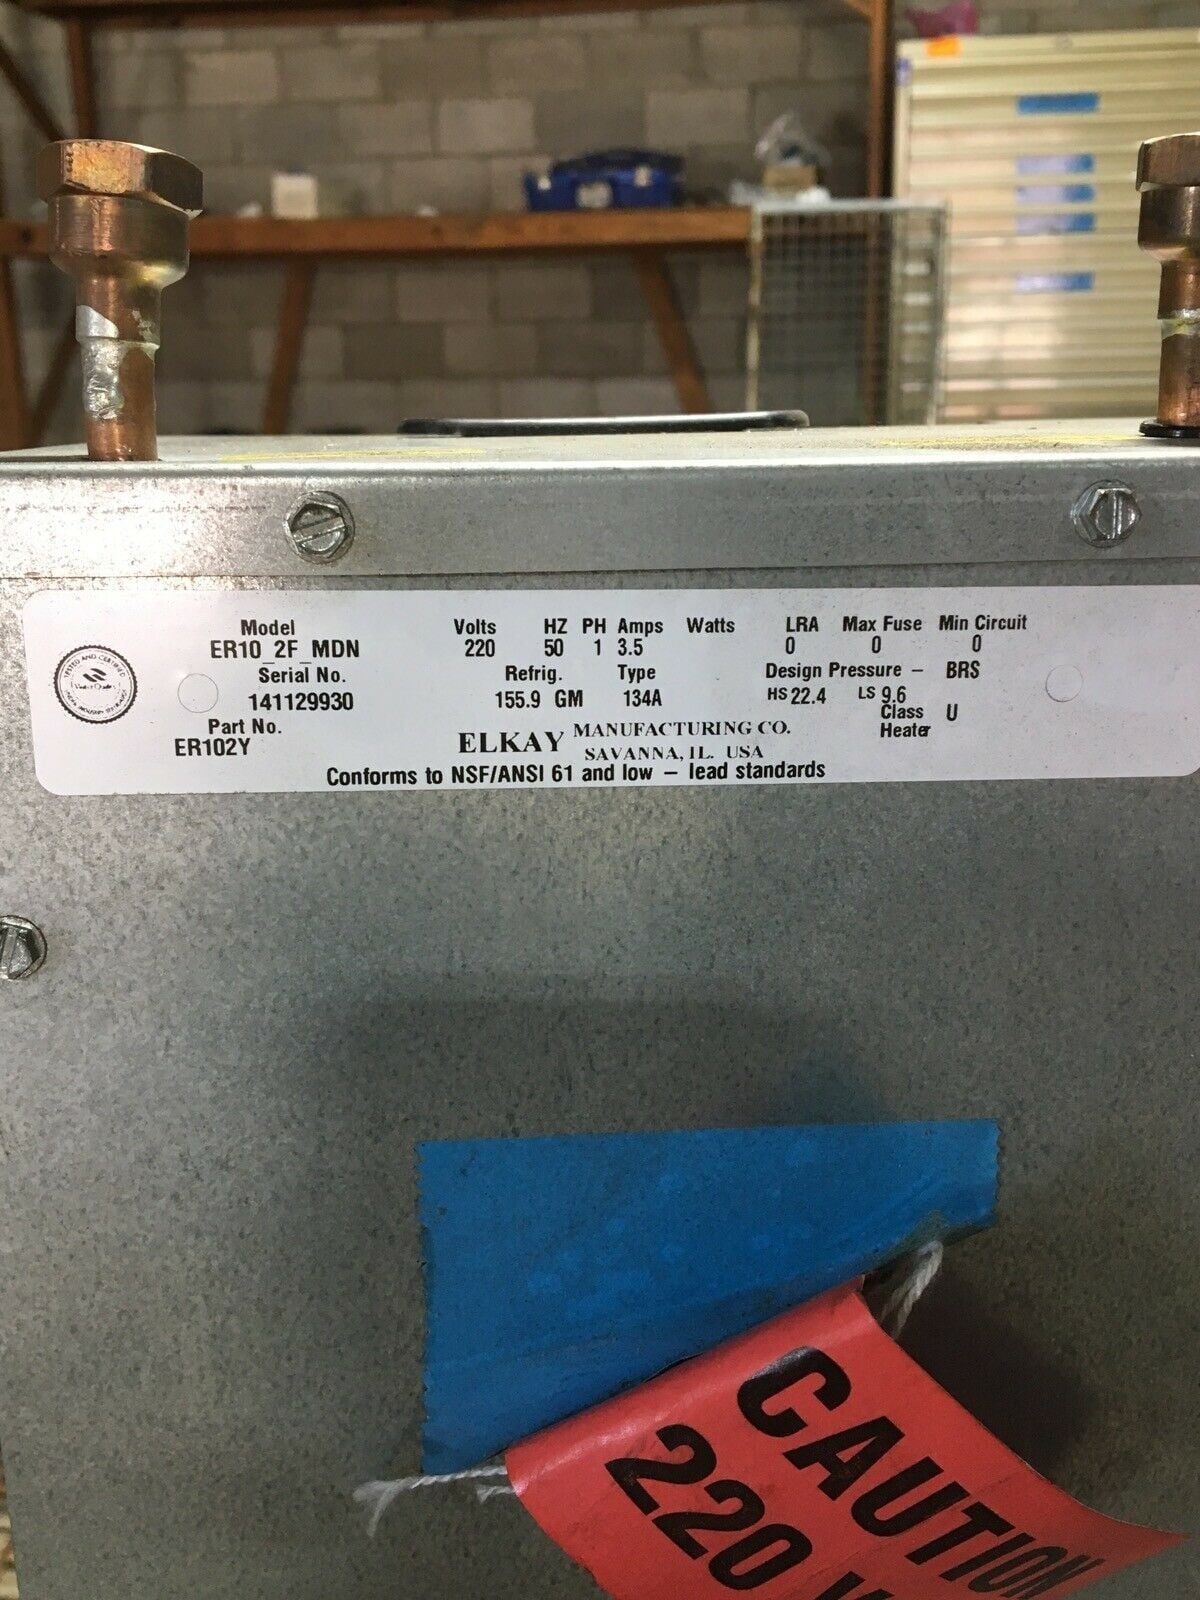 Model Volts HZ PH Amps Watts LRA Max Fuse Min Circuit
ER10_2F_MDN 220 50 1 3.5 0 0 0
Serial No. Refrig. Type Design Pressure – BRS
141129930 155.9 GM 134A HS 22.4 LS 9.6
Part No. Class U
ER102Y ELKAY MANUFACTURING CO. Heater
SAVANNA, IL. USA
Conforms to NSF/ANSI 61 and low – lead standards
TESTED AND CERTIFIED
CAUTION
220 V